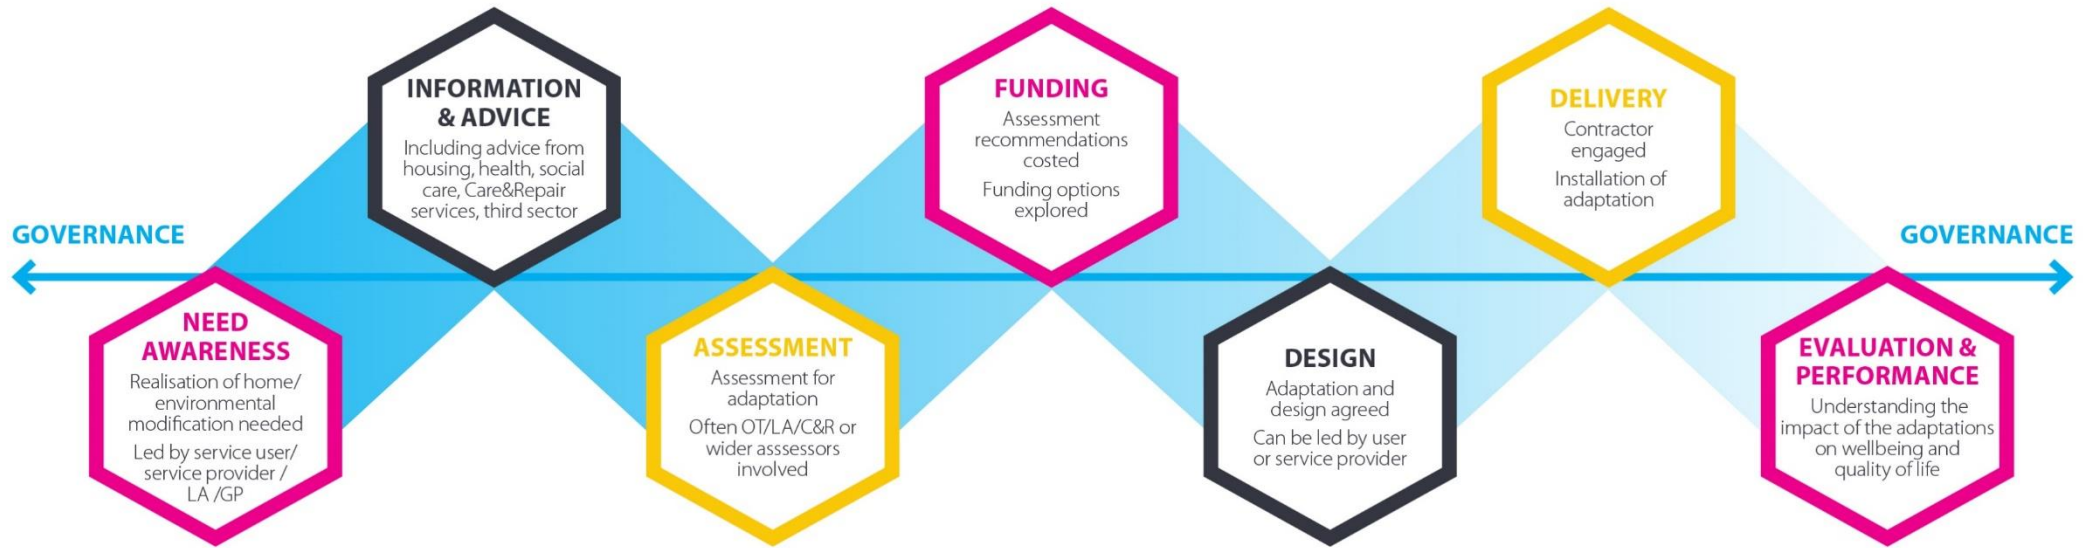 GOVERNANCE
NEED
AWARENESS
Realisation of home/
environmental
modification needed
Led by service user/
service provider /
LA /GP
INFORMATION
& ADVICE
Including advice from
housing, health, social
care, Care&Repair
services, third sector
ASSESSMENT
Assessment for
adaptation
Often OT/LA/C&R or
wider asssessors
involved
FUNDING
Assessment
recommendations
costed
Funding options
explored
DESIGN
Adaptation and
design agreed
Can be led by user
or service provider
DELIVERY
Contractor
engaged
Installation of
adaptation
EVALUATION &
PERFORMANCE
Understanding the
impact of the adaptations
on wellbeing and
quality of life
GOVERNANCE